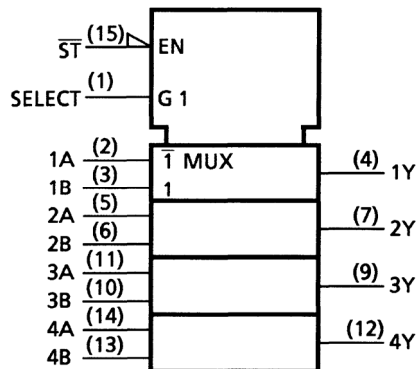 S̅T̅ (15) EN
SELECT (1) G 1
1A (2) 1̅ MUX (4) 1Y
1B (3) 1
2A (5) (7) 2Y
2B (6)
3A (11) (9) 3Y
3B (10)
4A (14) (12) 4Y
4B (13)